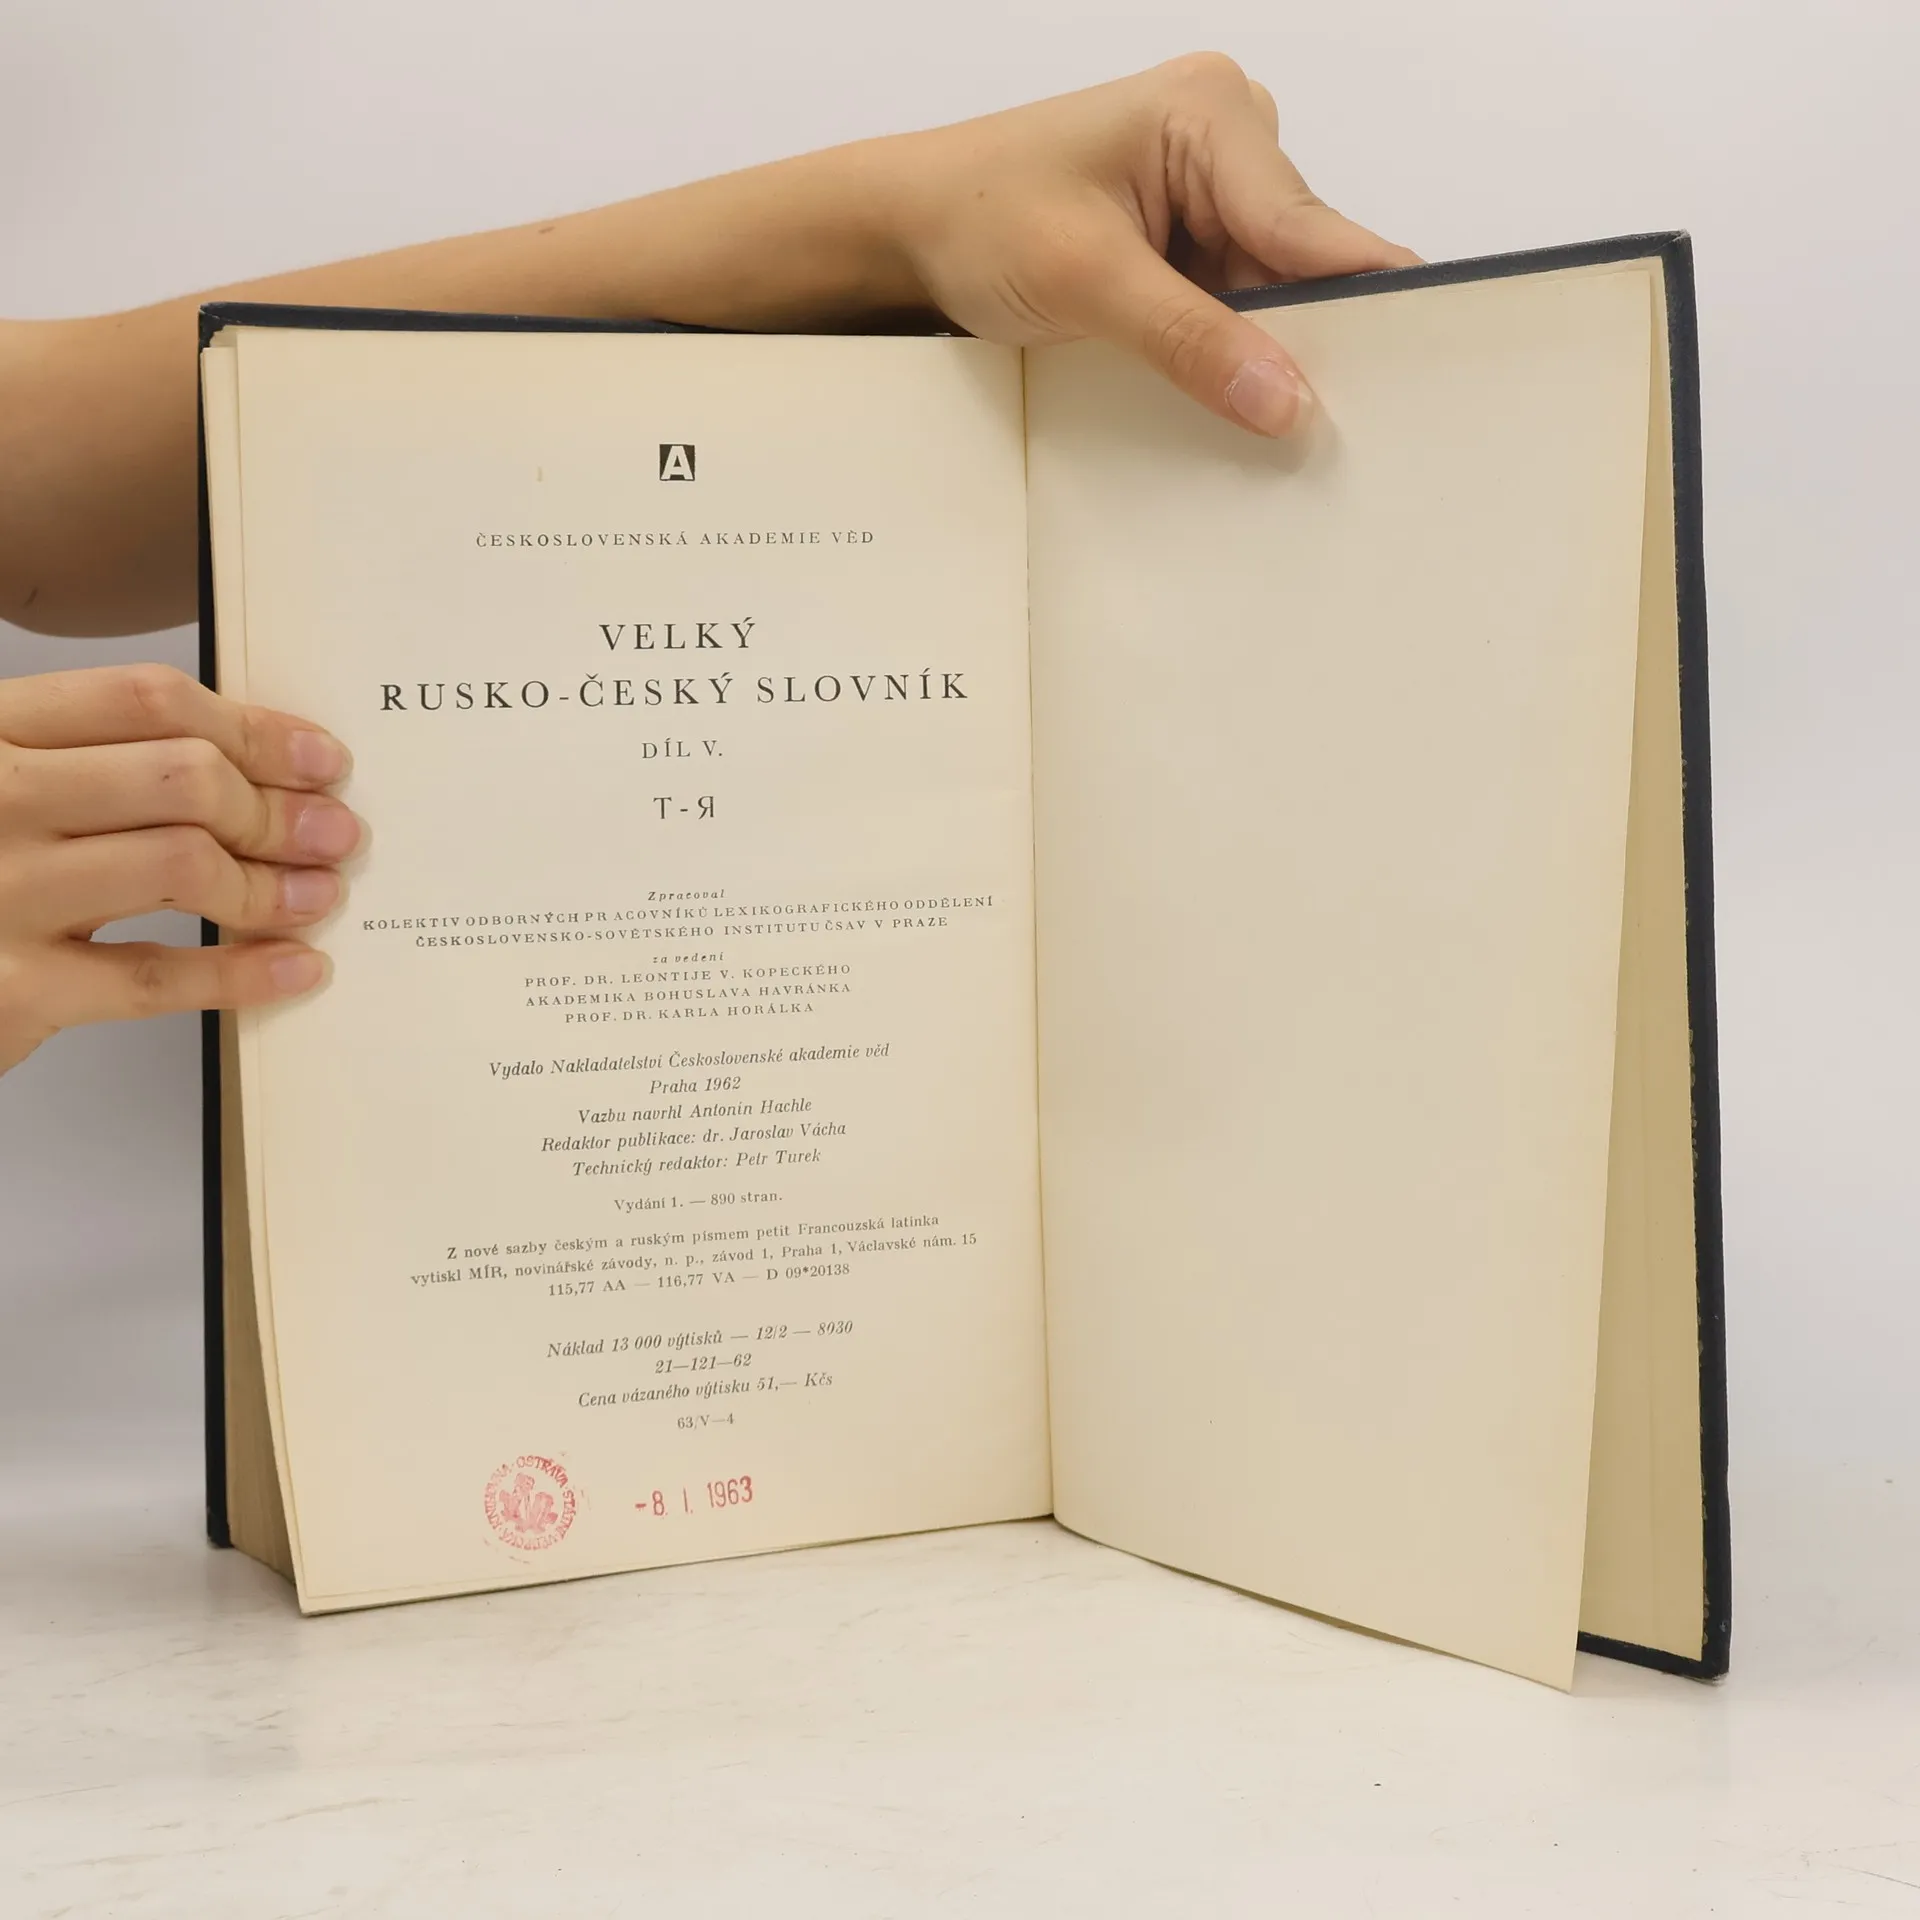 A
ČESKOSLOVENSKÁ AKADEMIE VĚD
VELKÝ
RUSKO-ČESKÝ SLOVNÍK
DÍL V.
Т-Я
Zpracoval
KOLEKTIV ODBORNÝCH PRACOVNÍKŮ LEXIKOGRAFICKÉHO ODDĚLENÍ
ČESKOSLOVENSKO-SOVĚTSKÉHO INSTITUTU ČSAV V PRAZE
za vedení
PROF. DR. LEONTIJE V. KOPECKÉHO
AKADEMIKA BOHUSLAVA HAVRÁNKA
PROF. DR. KARLA HORÁLKA
Vydalo Nakladatelství Československé akademie věd
Praha 1962
Vazbu navrhl Antonín Hachle
Redaktor publikace: dr. Jaroslav Vácha
Technický redaktor: Petr Turek
Vydání 1. — 890 stran.
Z nové sazby českým a ruským písmem petit Francouzská latinka
vytiskl MÍR, novinářské závody, n. p., závod 1, Praha 1, Václavské nám. 15
115,77 AA — 116,77 VA — D 09*20138
Náklad 13 000 výtisků — 12/2 — 8030
21—121—62
Cena vázaného výtisku 51,— Kčs
63/V—4
OSTRAVA · STÁTNÍ VĚDECKÁ KNIHOVNA
-8. I. 1963